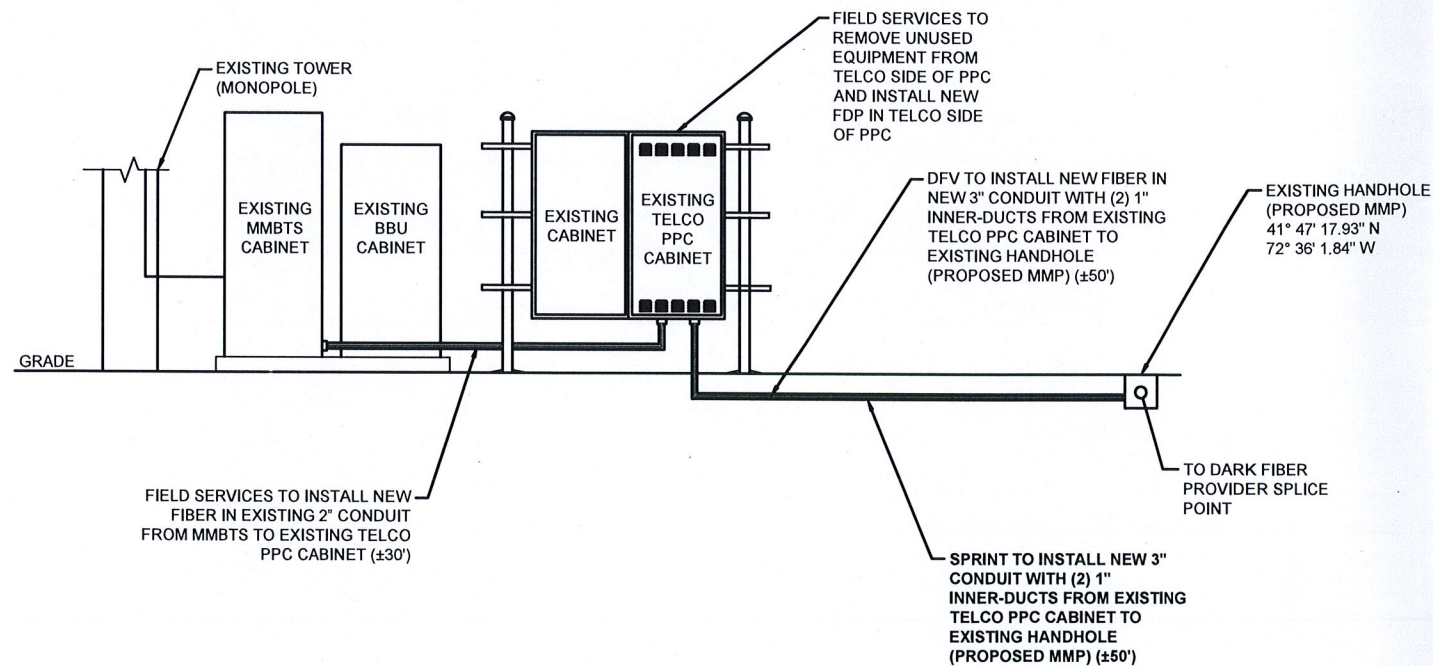 FIELD SERVICES TO
REMOVE UNUSED
EQUIPMENT FROM
TELCO SIDE OF PPC
AND INSTALL NEW
FDP IN TELCO SIDE
OF PPC
EXISTING TOWER
(MONOPOLE)
EXISTING
MMBTS
CABINET
EXISTING
BBU
CABINET
EXISTING
CABINET
EXISTING
TELCO
PPC
CABINET
DFV TO INSTALL NEW FIBER IN
NEW 3" CONDUIT WITH (2) 1"
INNER-DUCTS FROM EXISTING
TELCO PPC CABINET TO
EXISTING HANDHOLE
(PROPOSED MMP) (±50')
EXISTING HANDHOLE
(PROPOSED MMP)
41° 47' 17.93" N
72° 36' 1.84" W
GRADE
FIELD SERVICES TO INSTALL NEW
FIBER IN EXISTING 2" CONDUIT
FROM MMBTS TO EXISTING TELCO
PPC CABINET (±30')
TO DARK FIBER
PROVIDER SPLICE
POINT
SPRINT TO INSTALL NEW 3"
CONDUIT WITH (2) 1"
INNER-DUCTS FROM EXISTING
TELCO PPC CABINET TO
EXISTING HANDHOLE
(PROPOSED MMP) (±50')